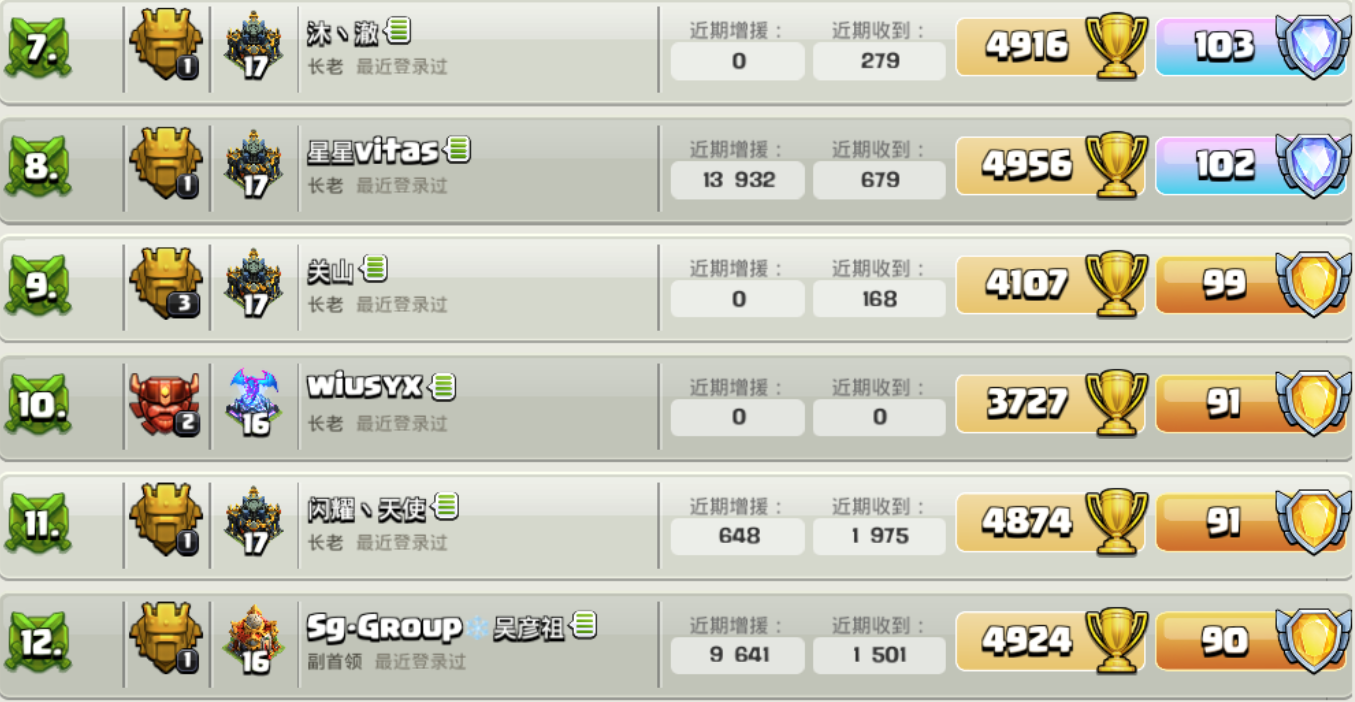 7.
1
17
沐丶澈
长老 最近登录过
近期增援： 近期收到：
0 279
4916
103
8.
1
17
星星vitas
长老 最近登录过
近期增援： 近期收到：
13 932 679
4956
102
9.
3
17
关山
长老 最近登录过
近期增援： 近期收到：
0 168
4107
99
10.
2
16
wiusyx
长老 最近登录过
近期增援： 近期收到：
0 0
3727
91
11.
1
17
闪耀丶天使
长老 最近登录过
近期增援： 近期收到：
648 1 975
4874
91
12.
1
16
Sg·Group❄吴彦祖
副首领 最近登录过
近期增援： 近期收到：
9 641 1 501
4924
90